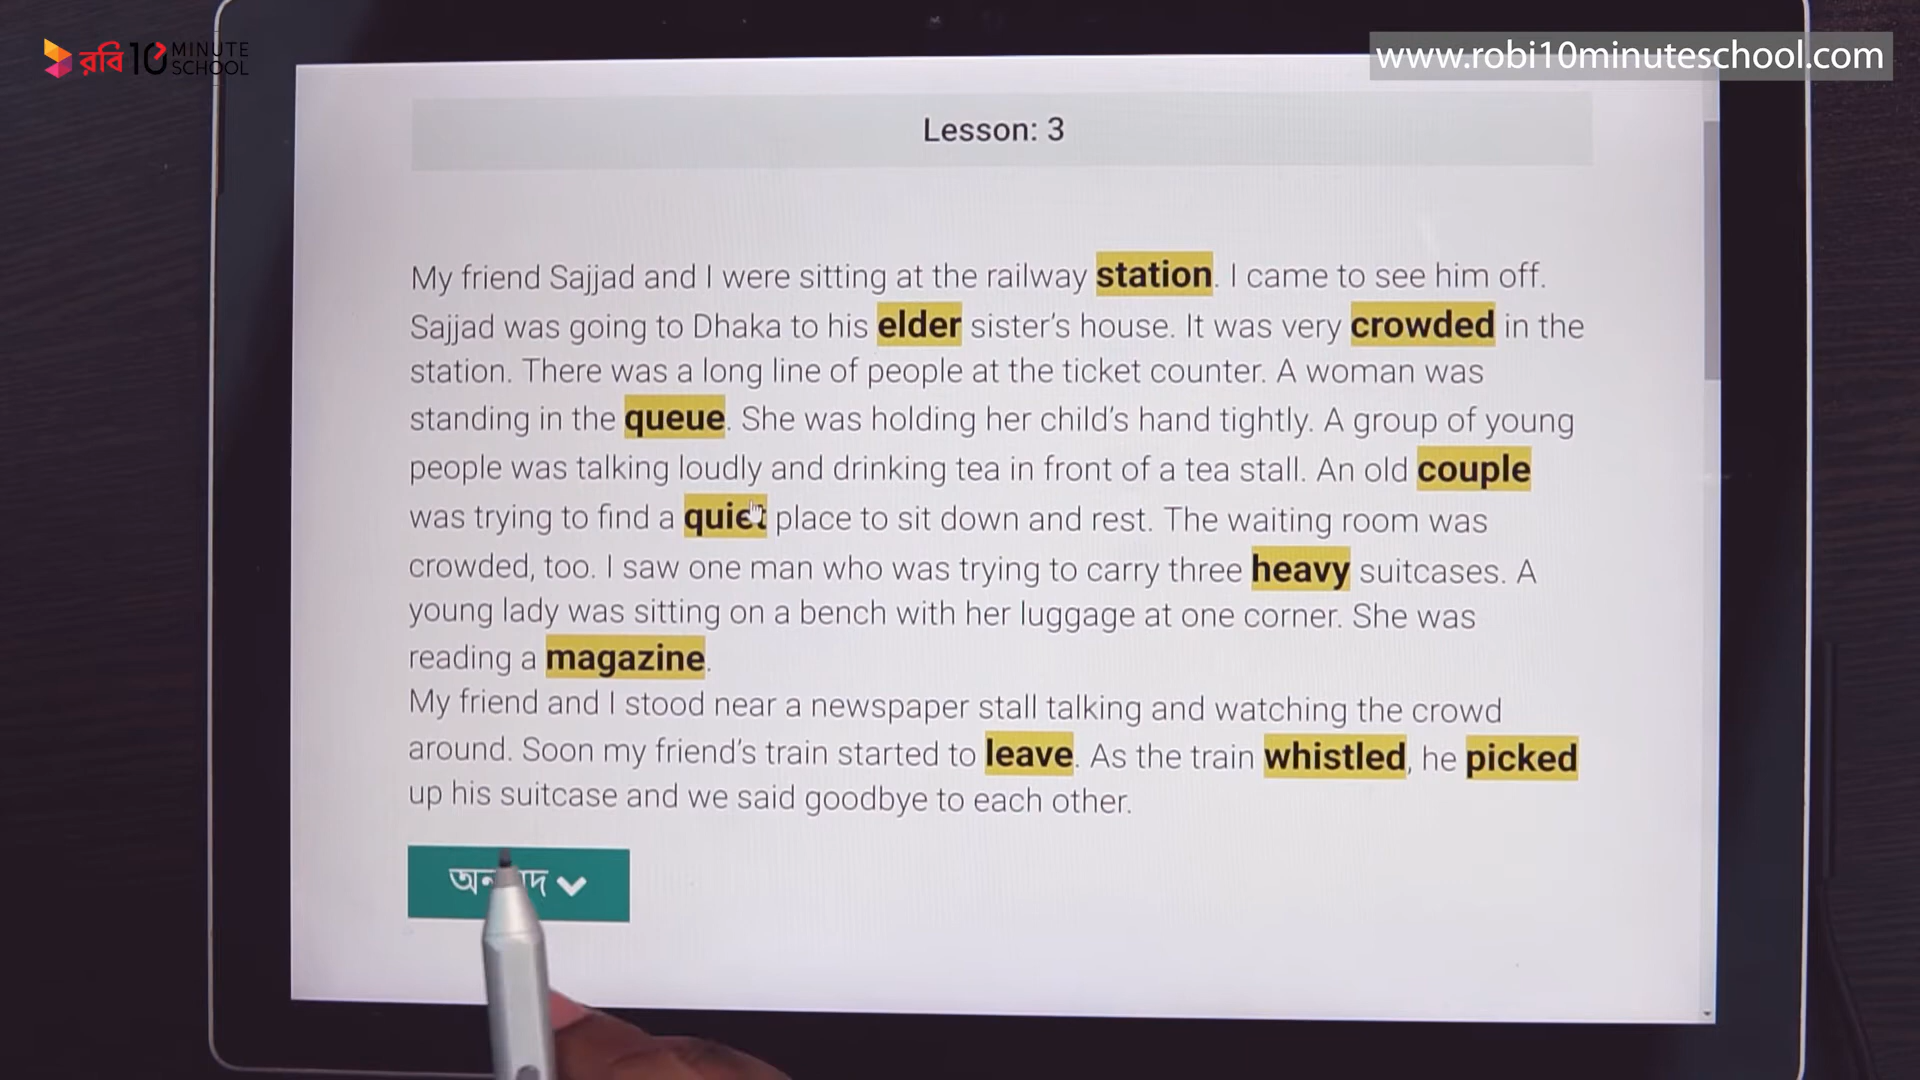 রবি 10 MINUTE SCHOOL
www.robi10minuteschool.com
Lesson: 3
My friend Sajjad and I were sitting at the railway station. I came to see him off.
Sajjad was going to Dhaka to his elder sister's house. It was very crowded in the
station. There was a long line of people at the ticket counter. A woman was
standing in the queue. She was holding her child's hand tightly. A group of young
people was talking loudly and drinking tea in front of a tea stall. An old couple
was trying to find a quiet place to sit down and rest. The waiting room was
crowded, too. I saw one man who was trying to carry three heavy suitcases. A
young lady was sitting on a bench with her luggage at one corner. She was
reading a magazine.
My friend and I stood near a newspaper stall talking and watching the crowd
around. Soon my friend's train started to leave. As the train whistled, he picked
up his suitcase and we said goodbye to each other.